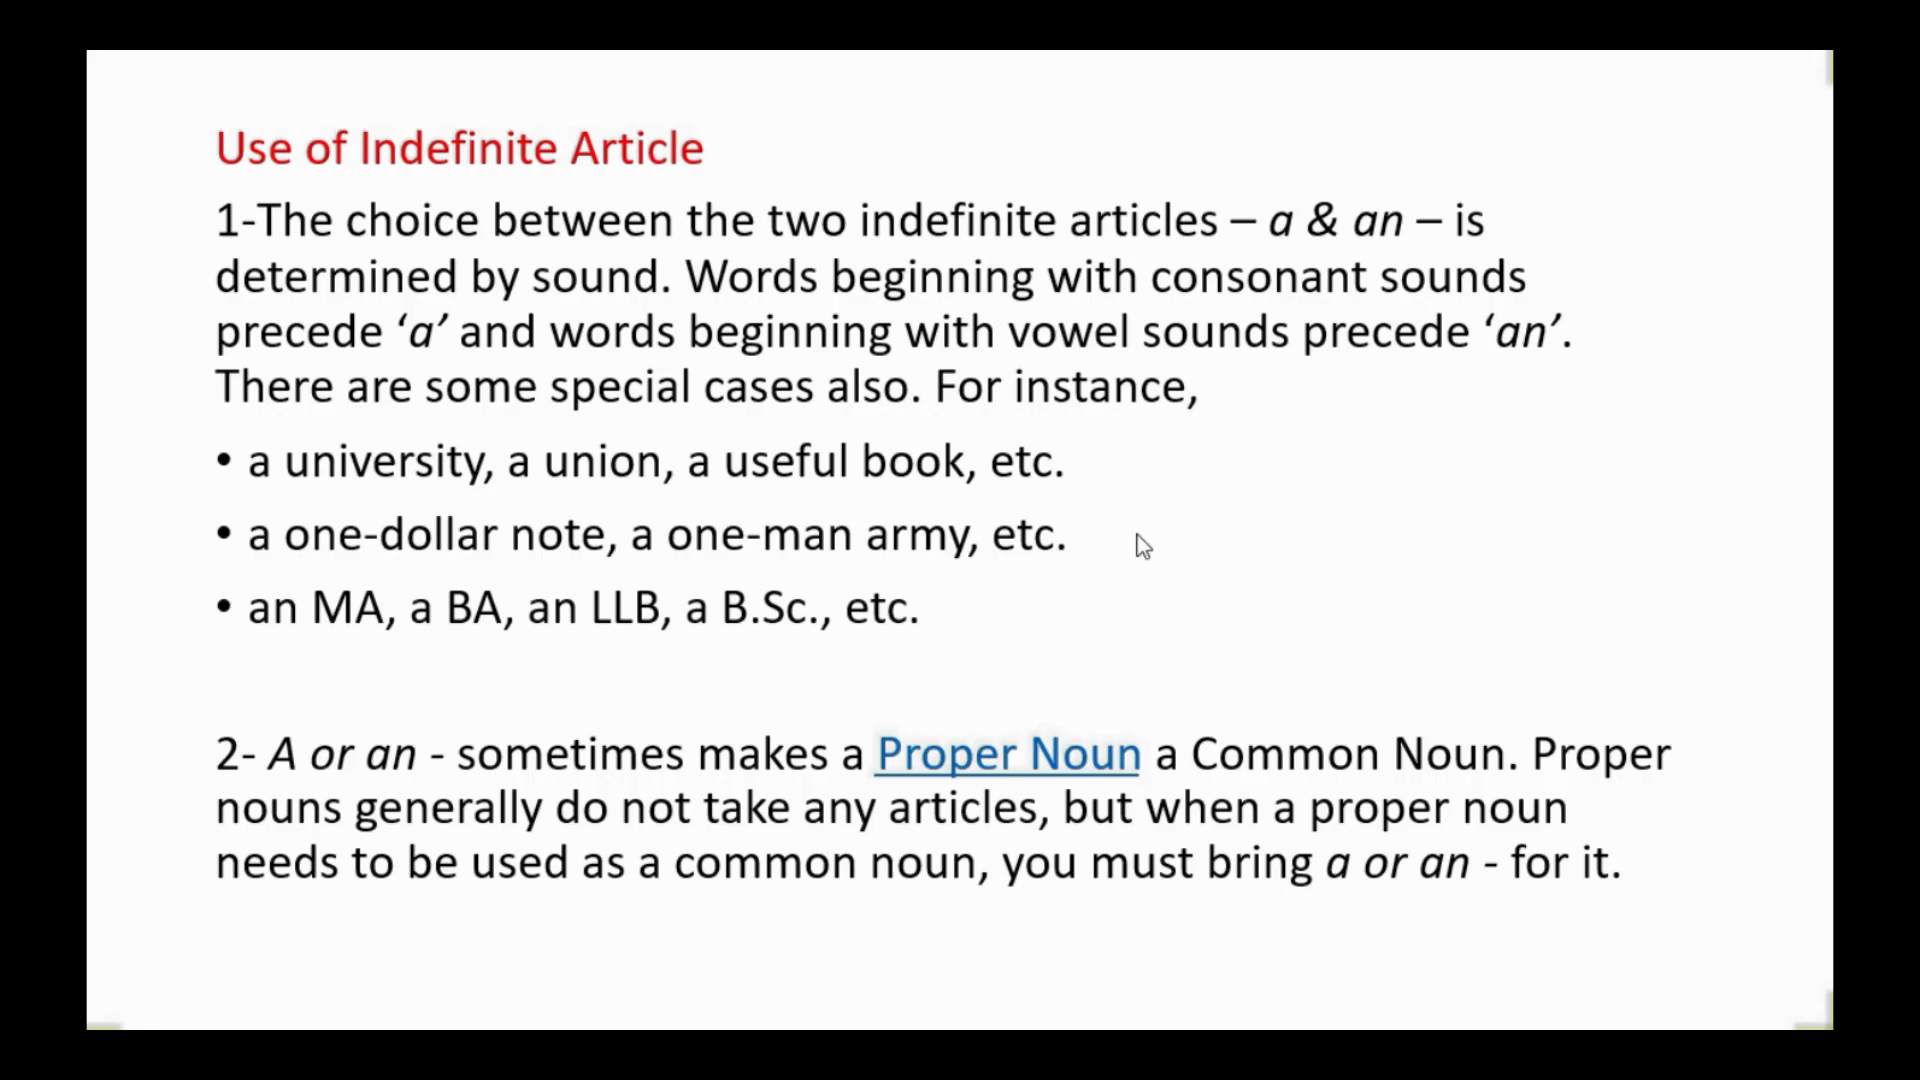 Use of Indefinite Article
1-The choice between the two indefinite articles – a & an – is
determined by sound. Words beginning with consonant sounds
precede ‘a’ and words beginning with vowel sounds precede ‘an’.
There are some special cases also. For instance,
• a university, a union, a useful book, etc.
• a one-dollar note, a one-man army, etc.
• an MA, a BA, an LLB, a B.Sc., etc.
2- A or an - sometimes makes a Proper Noun a Common Noun. Proper
nouns generally do not take any articles, but when a proper noun
needs to be used as a common noun, you must bring a or an - for it.